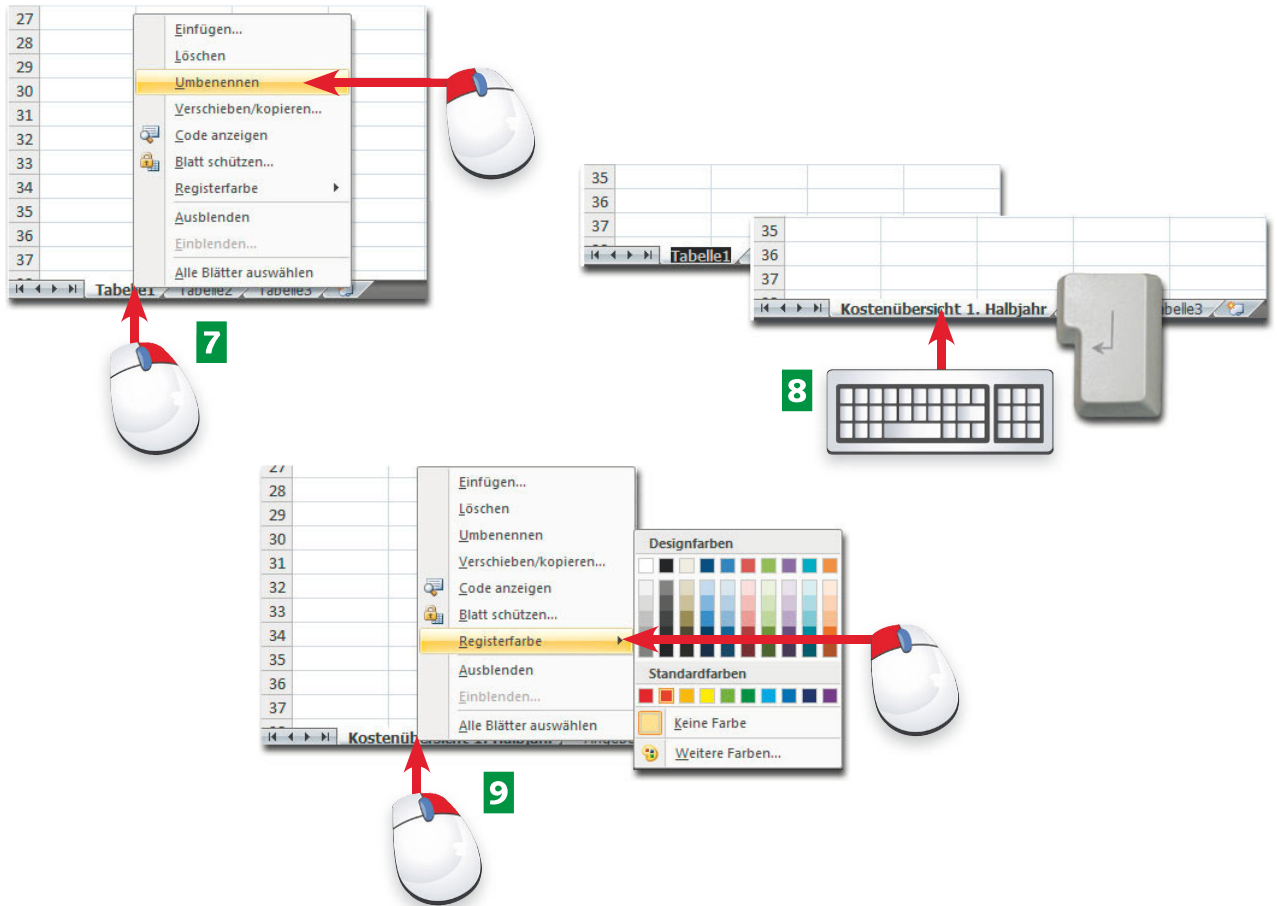 27
28
29
30
31
32
33
34
35
36
37
Einfügen...
Löschen
Umbenennen
Verschieben/kopieren...
Code anzeigen
Blatt schützen...
Registerfarbe
Ausblenden
Einblenden...
Alle Blätter auswählen
Tabelle1 Tabelle2 Tabelle3
7
35
36
37
Tabelle1
35
36
37
Kostenübersicht 1. Halbjahr belle3
8
27
28
29
30
31
32
33
34
35
36
37
Einfügen...
Löschen
Umbenennen
Verschieben/kopieren...
Code anzeigen
Blatt schützen...
Registerfarbe
Ausblenden
Einblenden...
Alle Blätter auswählen
Designfarben
Standardfarben
Keine Farbe
Weitere Farben...
Kostenübersicht 1. Halbjahr
9